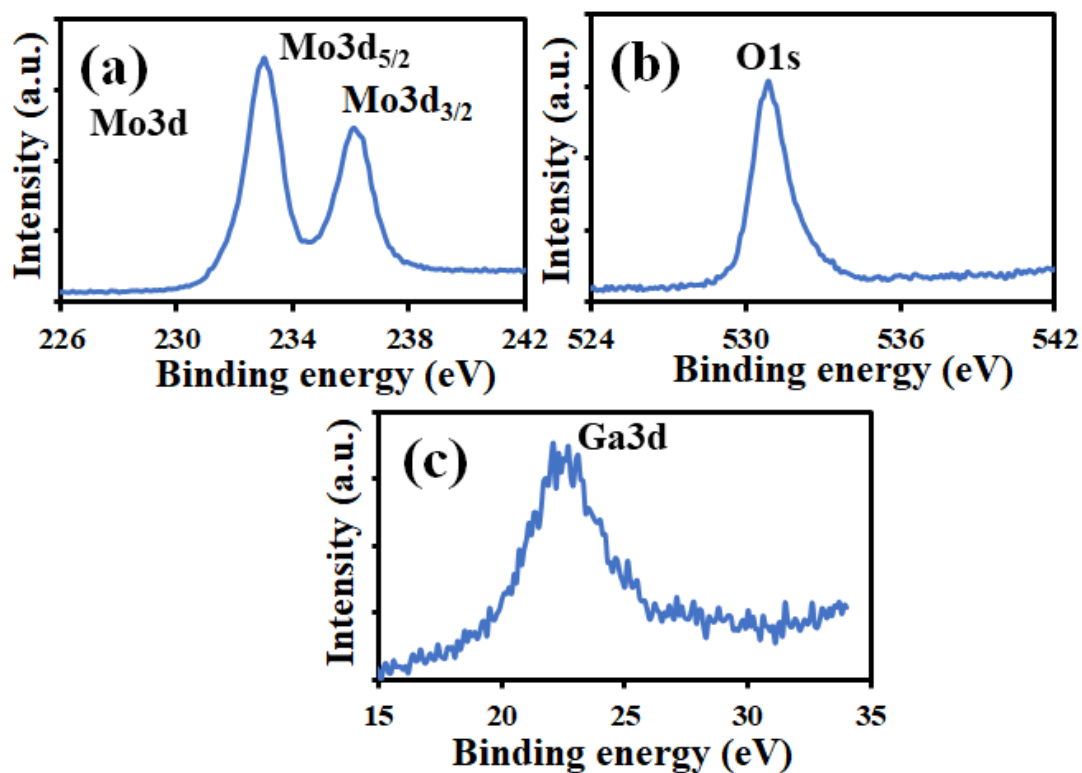 (a)
Mo3d5/2
Mo3d3/2
Mo3d
Intensity (a.u.)
226 230 234 238 242
Binding energy (eV)
(b)
O1s
Intensity (a.u.)
524 530 536 542
Binding energy (eV)
(c)
Ga3d
Intensity (a.u.)
15 20 25 30 35
Binding energy (eV)